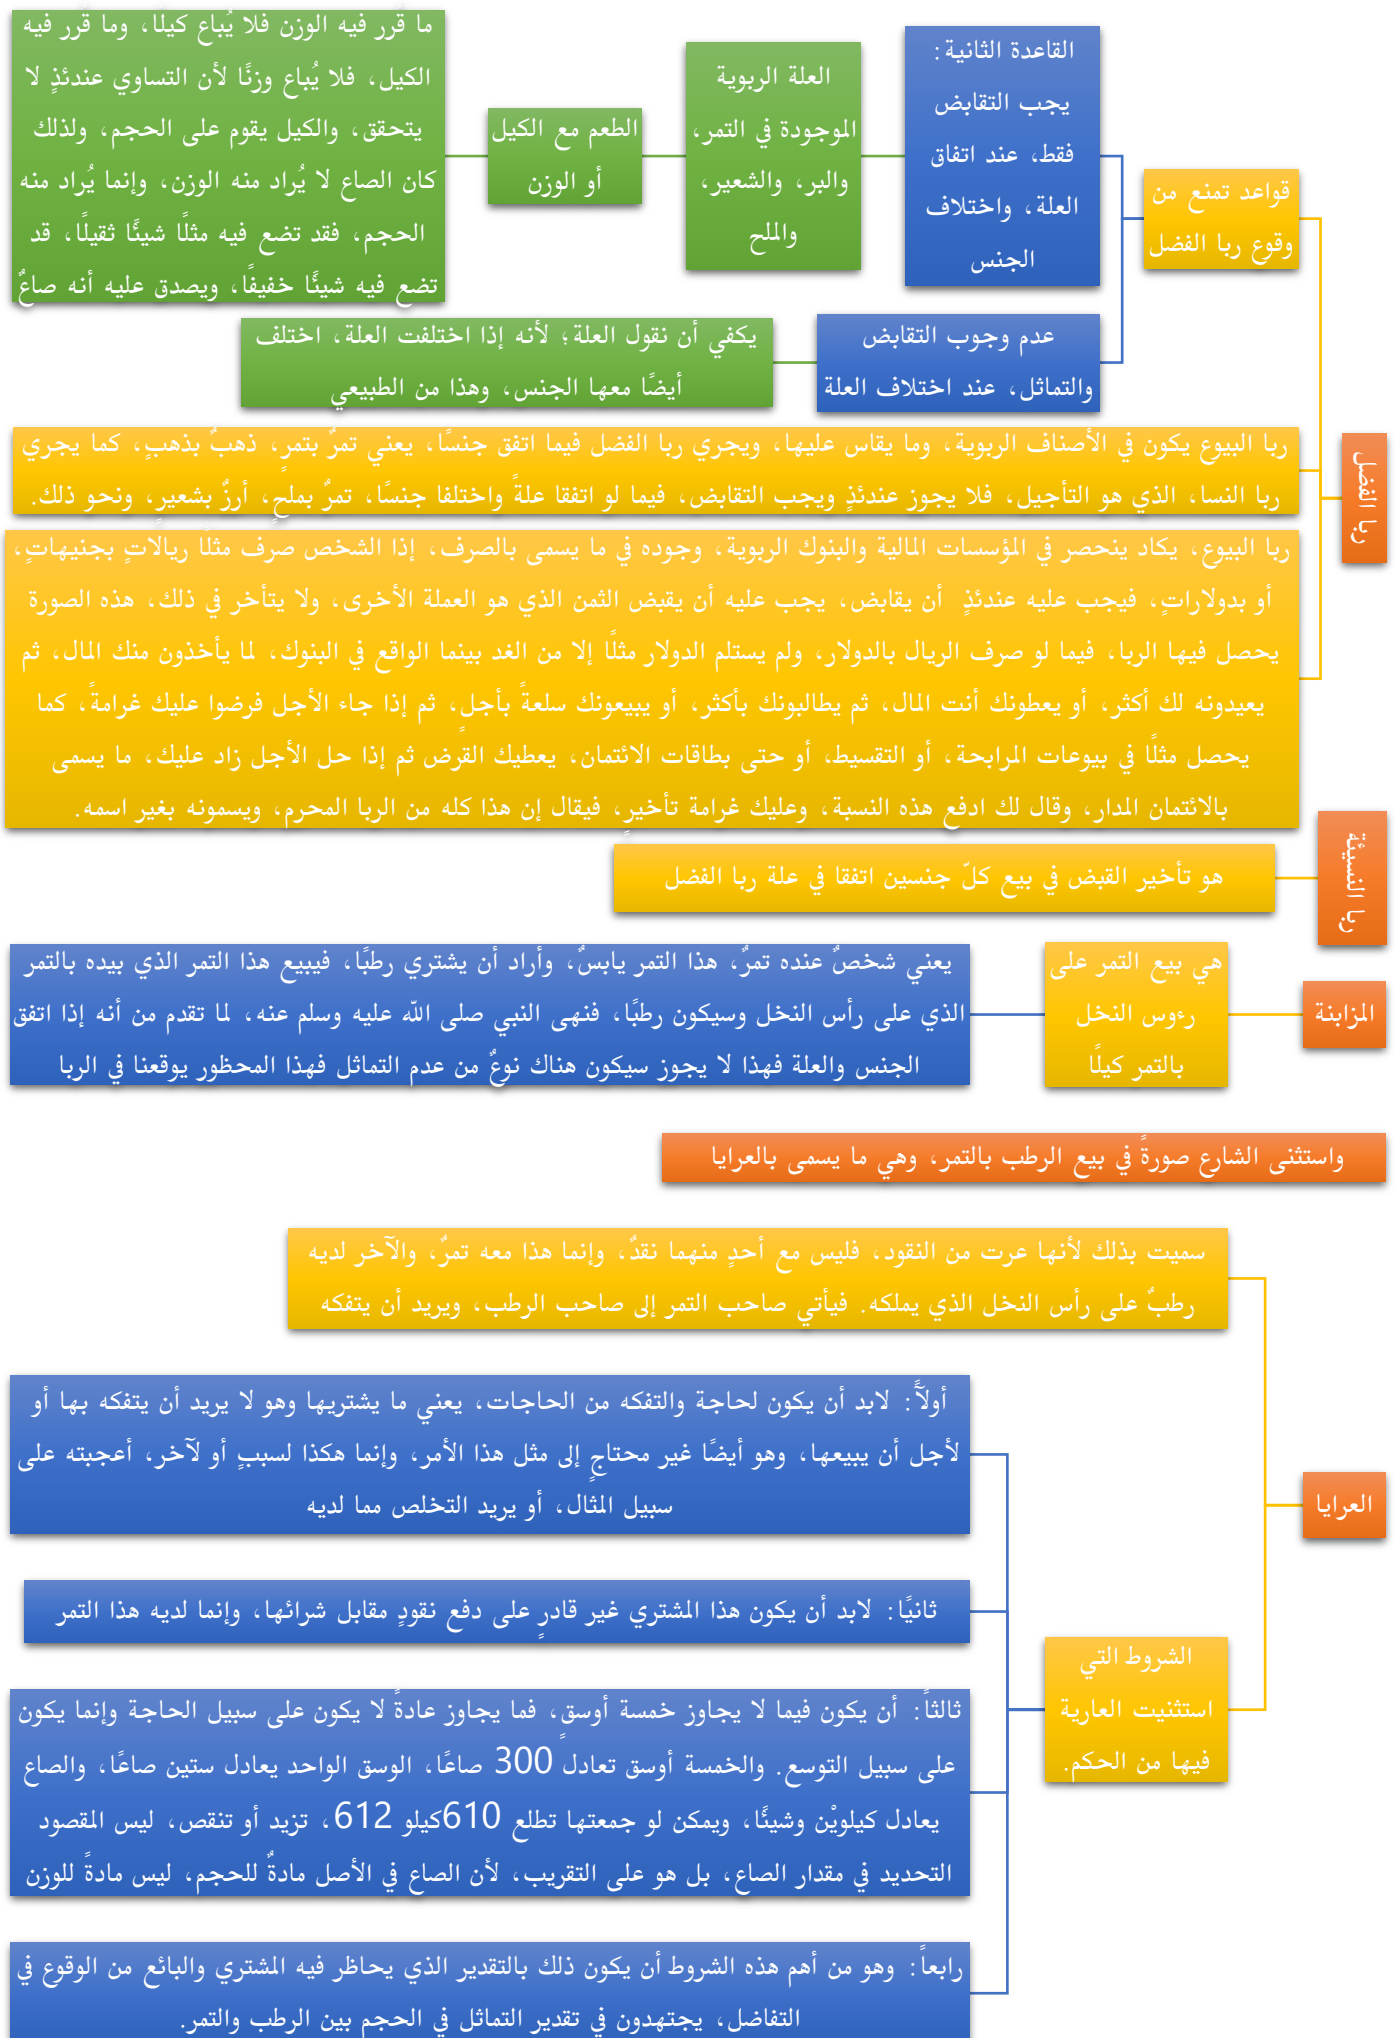 ربا الفضل
قواعد تمنع من
وقوع ربا الفضل
القاعدة الثانية:
يجب التقابض
فقط، عند اتفاق
العلة، واختلاف
الجنس
العلة الربوية
الموجودة في التمر،
والبر، والشعير،
والملح
الطعم مع الكيل
أو الوزن
ما قُرر فيه الوزن فلا يُباع كيلًا، وما قُرر فيه
الكيل، فلا يُباع وزنًا لأن التساوي عندئذٍ لا
يتحقق، والكيل يقوم على الحجم، ولذلك
كان الصاع لا يُراد منه الوزن، وإنما يُراد منه
الحجم، فقد تضع فيه مثلًا شيئًا ثقيلًا، قد
تضع فيه شيئًا خفيفًا، ويصدق عليه أنه صاعٌ
عدم وجوب التقابض
والتماثل، عند اختلاف العلة
يكفي أن نقول العلة؛ لأنه إذا اختلفت العلة، اختلف
أيضًا معها الجنس، وهذا من الطبيعي
ربا البيوع يكون في الأصناف الربوية، وما يقاس عليها، ويجري ربا الفضل فيما اتفق جنسًا، يعني تمرٌ بتمرٍ، ذهبٌ بذهبٍ، كما يجري
ربا النسا، الذي هو التأجيل، فلا يجوز عندئذٍ ويجب التقابض، فيما لو اتفقا علةً واختلفا جنسًا، تمرٌ بملحٍ، أرزٌ بشعيرٍ، ونحو ذلك.
ربا البيوع، يكاد ينحصر في المؤسسات المالية والبنوك الربوية، وجوده في ما يسمى بالصرف، إذا الشخص صرف مثلًا ريالاتٍ بجنيهاتٍ،
أو بدولاراتٍ، فيجب عليه عندئذٍ أن يقابض، يجب عليه أن يقبض الثمن الذي هو العملة الأخرى، ولا يتأخر في ذلك، هذه الصورة
يحصل فيها الربا، فيما لو صرف الريال بالدولار، ولم يستلم الدولار مثلًا إلا من الغد بينما الواقع في البنوك، لما يأخذون منك المال، ثم
يعيدونه لك أكثر، أو يعطونك أنت المال، ثم يطالبونك بأكثر، أو يبيعونك سلعةً بأجلٍ، ثم إذا جاء الأجل فرضوا عليك غرامةً، كما
يحصل مثلًا في بيوعات المرابحة، أو التقسيط، أو حتى بطاقات الائتمان، يعطيك القرض ثم إذا حل الأجل زاد عليك، ما يسمى
بالائتمان المدار، وقال لك ادفع هذه النسبة، وعليك غرامة تأخيرٍ، فيقال إن هذا كله من الربا المحرم، ويسمونه بغير اسمه.
ربا النسيئة
هو تأخير القبض في بيع كلّ جنسين اتفقا في علة ربا الفضل
المزابنة
هي بيع التمر على
رءوس النخل
بالتمر كيلًا
يعني شخصٌ عنده تمرٌ، هذا التمر يابسٌ، وأراد أن يشتري رطبًا، فيبيع هذا التمر الذي بيده بالتمر
الذي على رأس النخل وسيكون رطبًا، فنهى النبي صلى الله عليه وسلم عنه، لما تقدم من أنه إذا اتفق
الجنس والعلة فهذا لا يجوز سيكون هناك نوعٌ من عدم التماثل فهذا المحظور يوقعنا في الربا
واستثنى الشارع صورةً في بيع الرطب بالتمر، وهي ما يسمى بالعرايا
العرايا
سميت بذلك لأنها عرت من النقود، فليس مع أحدٍ منهما نقدٌ، وإنما هذا معه تمرٌ، والآخر لديه
رطبٌ على رأس النخل الذي يملكه. فيأتي صاحب التمر إلى صاحب الرطب، ويريد أن يتفكه
الشروط التي
استثنيت العارية
فيها من الحكم.
أولآً: لابد أن يكون لحاجة والتفكه من الحاجات، يعني ما يشتريها وهو لا يريد أن يتفكه بها أو
لأجل أن يبيعها، وهو أيضًا غير محتاجٍ إلى مثل هذا الأمر، وإنما هكذا لسببٍ أو لآخر، أعجبته على
سبيل المثال، أو يريد التخلص مما لديه
ثانيًا: لابد أن يكون هذا المشتري غير قادرٍ على دفع نقودٍ مقابل شرائها، وإنما لديه هذا التمر
ثالثاً: أن يكون فيما لا يجاوز خمسة أوسقٍ، فما يجاوز عادةً لا يكون على سبيل الحاجة وإنما يكون
على سبيل التوسع. والخمسة أوسق تعادل 300 صاعًا، الوسق الواحد يعادل ستين صاعًا، والصاع
يعادل كيلويْن وشيئًا، ويمكن لو جمعتها تطلع 610كيلو 612، تزيد أو تنقص، ليس المقصود
التحديد في مقدار الصاع، بل هو على التقريب، لأن الصاع في الأصل مادةٌ للحجم، ليس مادةً للوزن
رابعاً: وهو من أهم هذه الشروط أن يكون ذلك بالتقدير الذي يحاظر فيه المشتري والبائع من الوقوع في
التفاضل، يجتهدون في تقدير التماثل في الحجم بين الرطب والتمر.